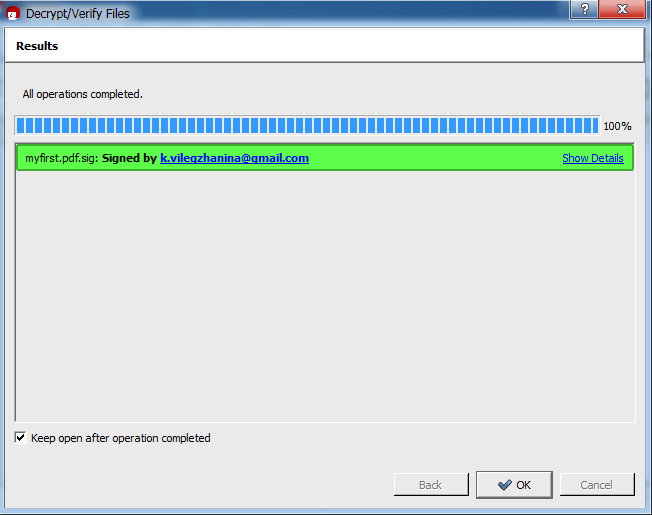 Decrypt/Verify Files
?
X
Results
All operations completed.
100%
myfirst.pdf.sig: Signed by k.vilegzhanina@gmail.com Show Details
Keep open after operation completed
Back OK Cancel